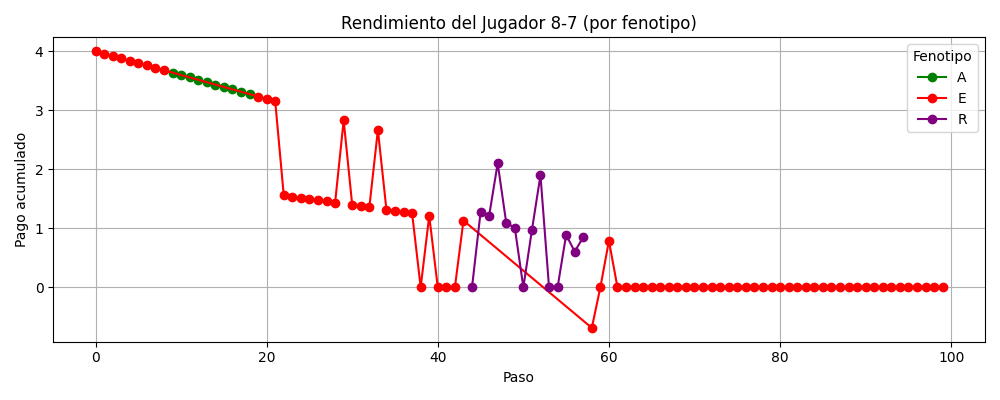 Rendimiento del Jugador 8-7 (por fenotipo)
Pago acumulado
4
3
2
1
0
Fenotipo
A
E
R
0 20 40 60 80 100
Paso